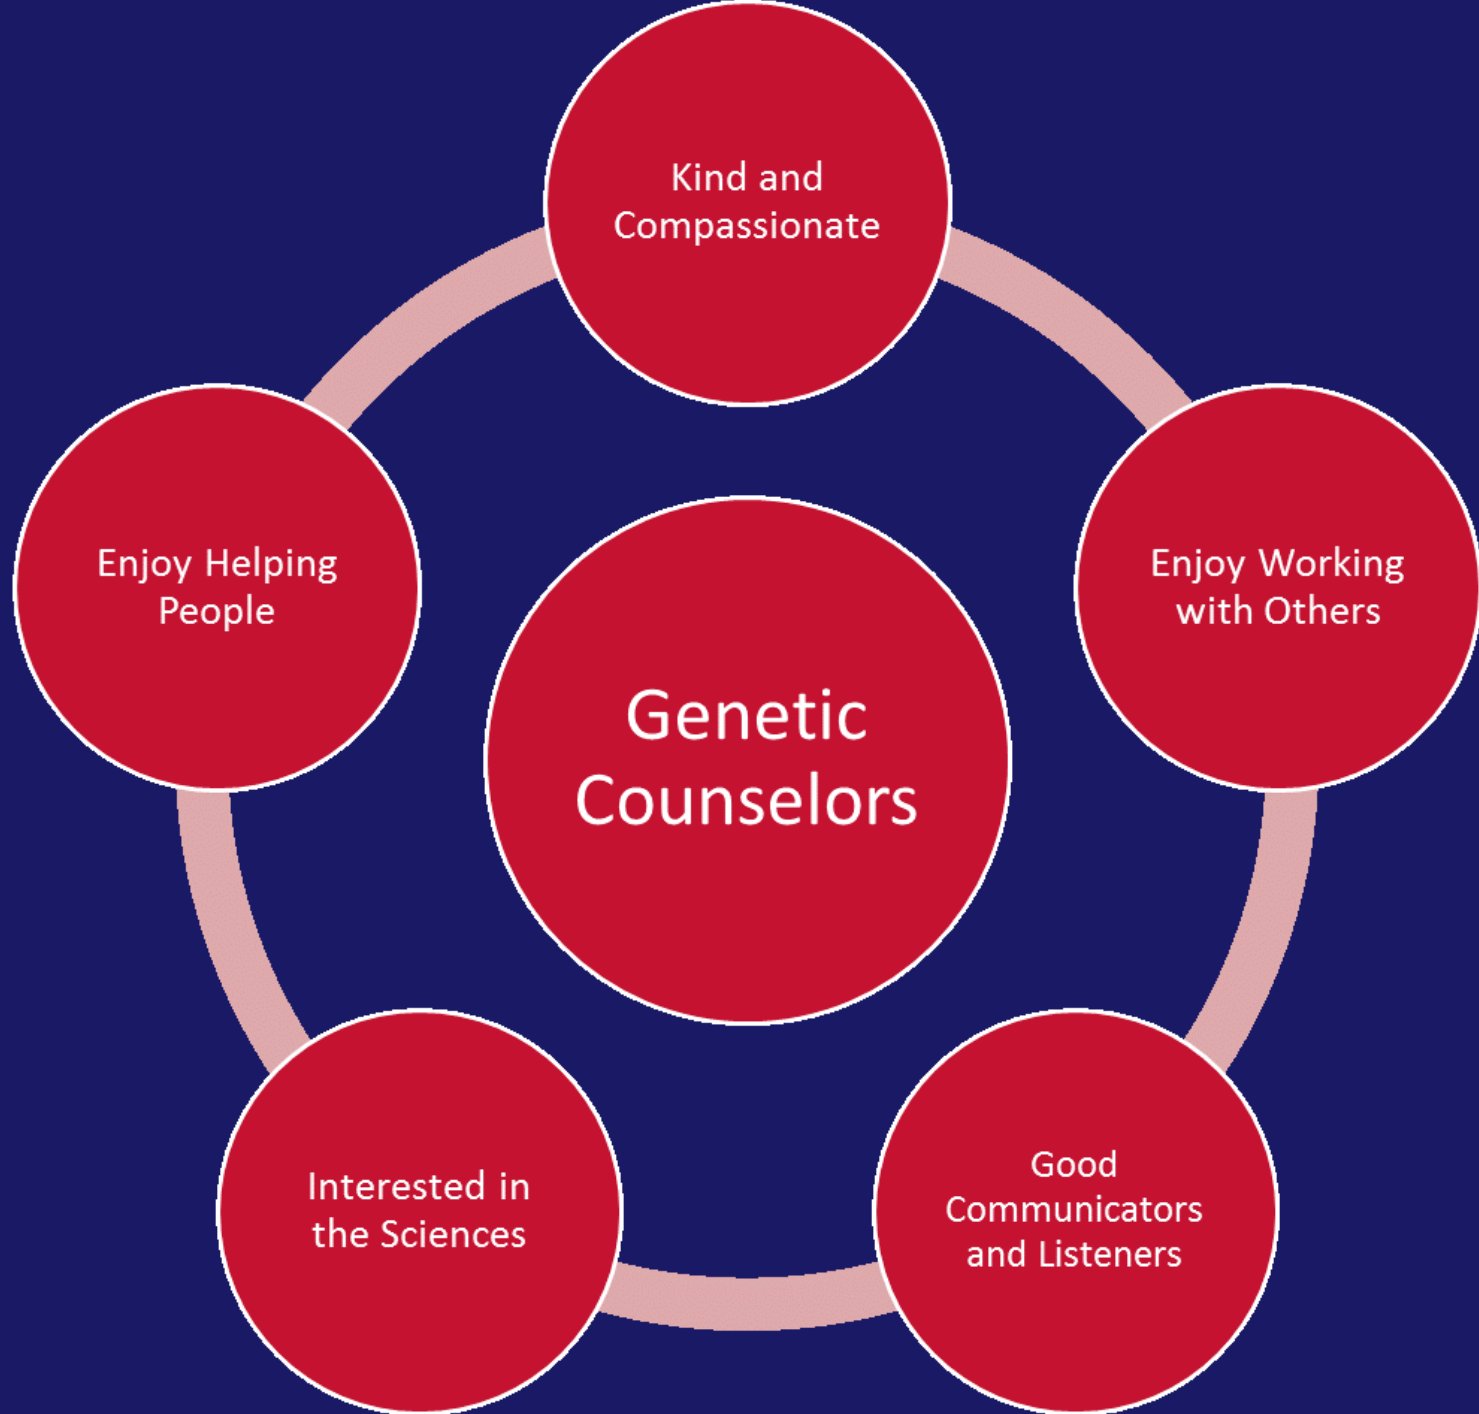 Kind and
Compassionate
Enjoy Helping
People
Enjoy Working
with Others
Genetic
Counselors
Interested in
the Sciences
Good
Communicators
and Listeners